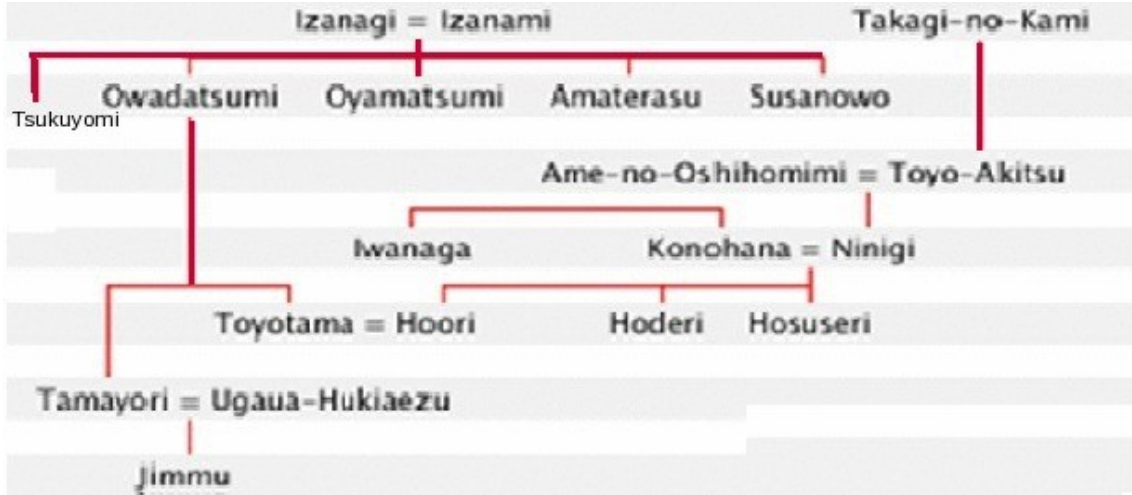 Izanagi = Izanami Takagi-no-Kami
Owadatsumi Oyamatsumi Amaterasu Susanowo
Tsukuyomi
Ame-no-Oshihomimi = Toyo-Akitsu
Iwanaga Konohana = Ninigi
Toyotama = Hoori Hoderi Hosuseri
Tamayori = Ugaua-Hukiaezu
Jimmu